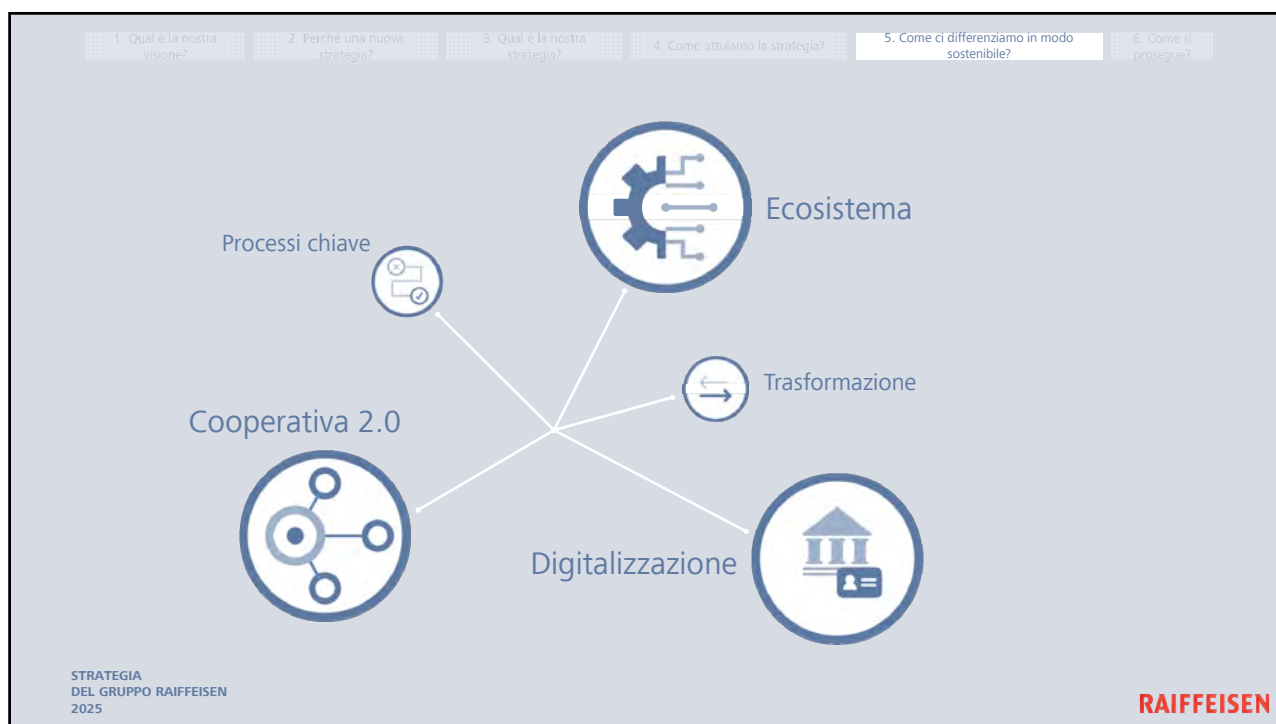 1. Qual è la nostra
visione?
2. Perché una nuova
strategia?
3. Qual è la nostra
strategia?
4. Come attuiamo la strategia?
5. Come ci differenziamo in modo
sostenibile?
6. Come si
prosegue?
Ecosistema
Processi chiave
Trasformazione
Cooperativa 2.0
Digitalizzazione
STRATEGIA
DEL GRUPPO RAIFFEISEN
2025
RAIFFEISEN